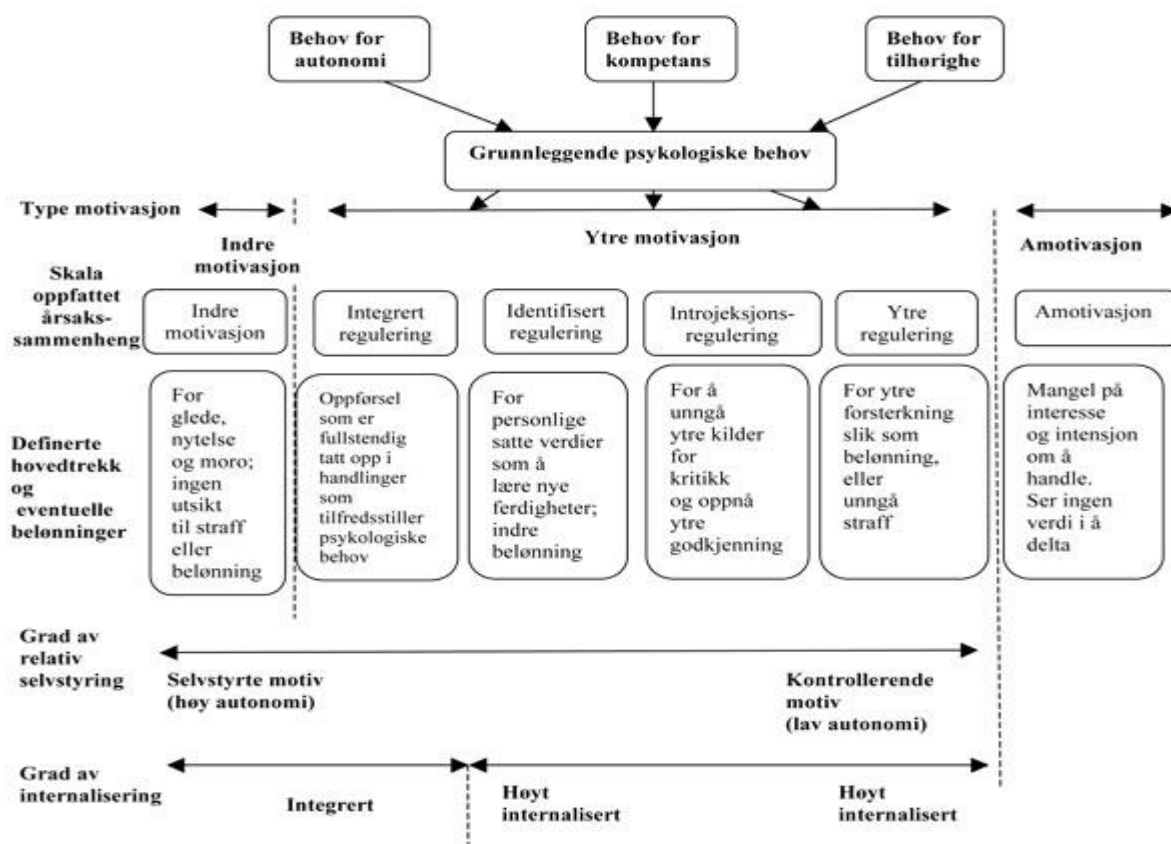 Behov for
autonomi
Behov for
kompetans
Behov for
tilhørighe
Grunnleggende psykologiske behov
Type motivasjon
Indre
motivasjon
Ytre motivasjon
Amotivasjon
Skala
oppfattet
årsaks-
sammenheng
Indre
motivasjon
Integrert
regulering
Identifisert
regulering
Introjeksjons-
regulering
Ytre
regulering
Amotivasjon
Definerte
hovedtrekk
og
eventuelle
belønninger
For
glede,
nytelse
og moro;
ingen
utsikt
til straff
eller
belønning
Oppførsel
som er
fullstendig
tatt opp i
handlinger
som
tilfredsstiller
psykologiske
behov
For
personlige
satte verdier
som å
lære nye
ferdigheter;
indre
belønning
For å
unngå
ytre kilder
for
kritikk
og oppnå
ytre
godkjenning
For ytre
forsterkning
slik som
belønning,
eller
unngå
straff
Mangel på
interesse
og intensjon
om å
handle.
Ser ingen
verdi i å
delta
Grad av
relativ
selvstyring
Selvstyrte motiv
(høy autonomi)
Kontrollerende
motiv
(lav autonomi)
Grad av
internalisering
Integrert
Høyt
internalisert
Høyt
internalisert